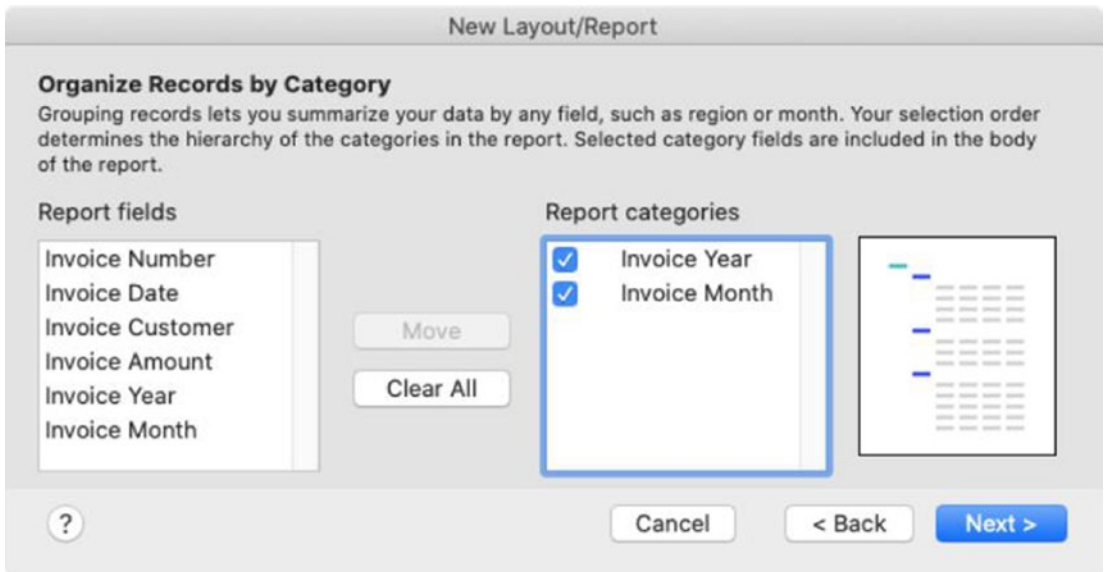 New Layout/Report
Organize Records by Category
Grouping records lets you summarize your data by any field, such as region or month. Your selection order
determines the hierarchy of the categories in the report. Selected category fields are included in the body
of the report.
Report fields
Invoice Number
Invoice Date
Invoice Customer
Invoice Amount
Invoice Year
Invoice Month
Move
Clear All
Report categories
Invoice Year
Invoice Month
?
Cancel
< Back
Next >